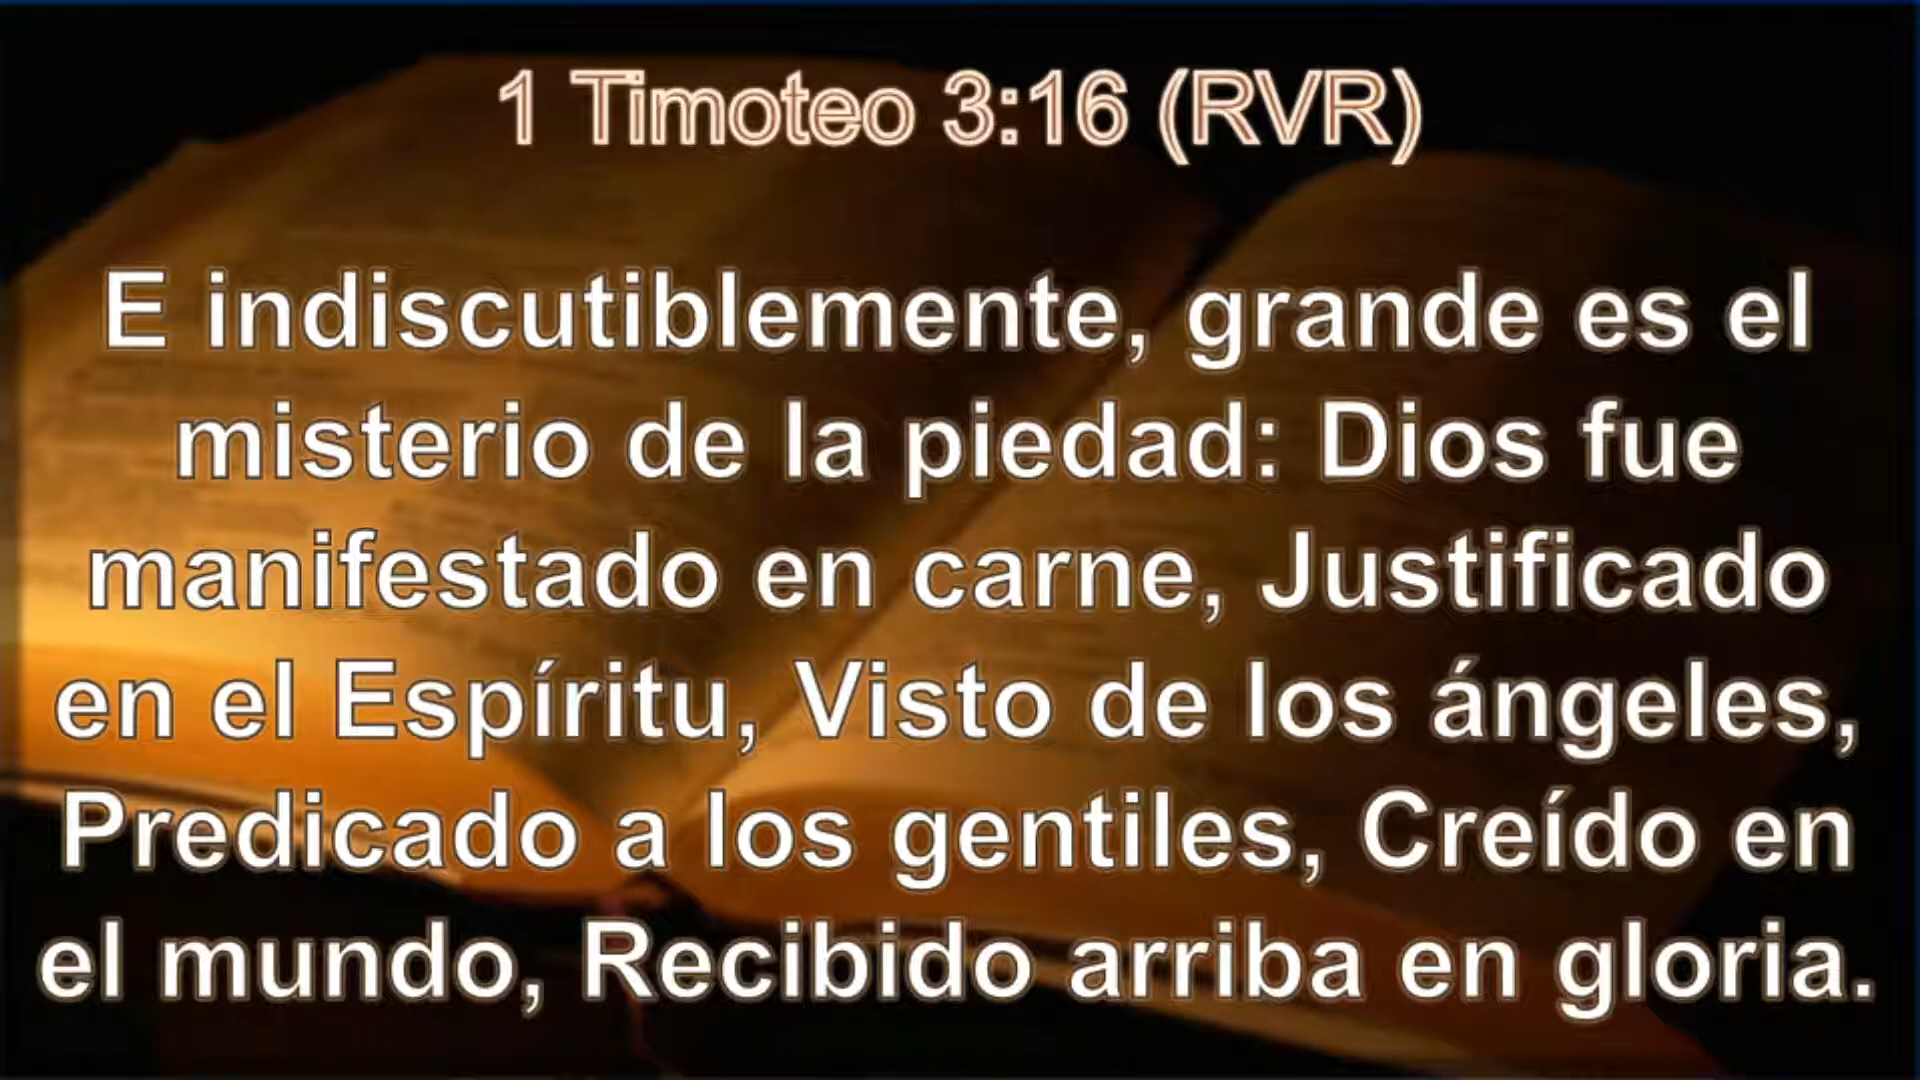 1 Timoteo 3:16 (RVR)
E indiscutiblemente, grande es el
misterio de la piedad: Dios fue
manifestado en carne, Justificado
en el Espíritu, Visto de los ángeles,
Predicado a los gentiles, Creído en
el mundo, Recibido arriba en gloria.